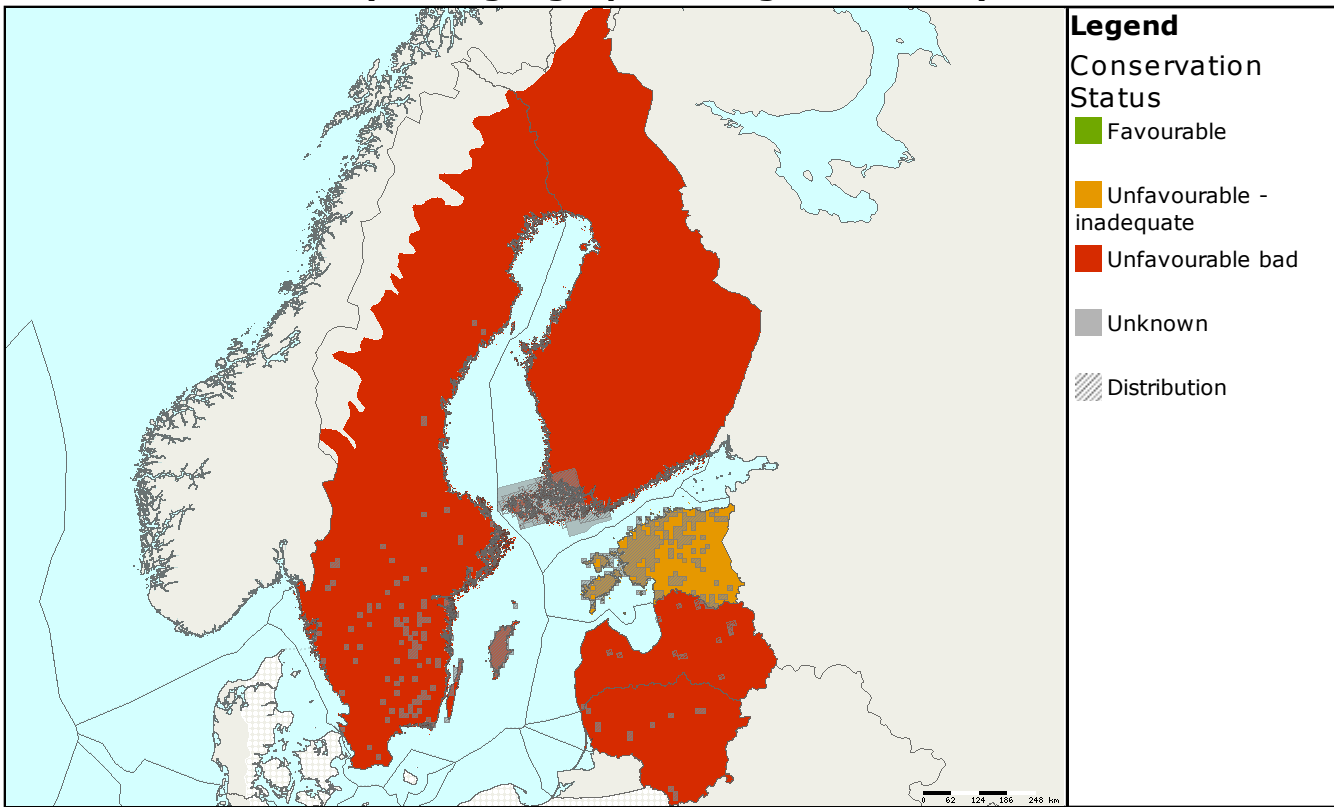 Legend
Conservation
Status
Favourable
Unfavourable -
inadequate
Unfavourable bad
Unknown
Distribution
0 62 124 186 248 km